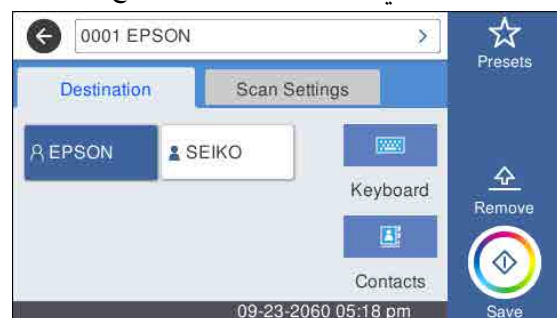 0001 EPSON
Presets
Destination
Scan Settings
EPSON
SEIKO
Keyboard
Remove
Contacts
09-23-2060 05:18 pm
Save